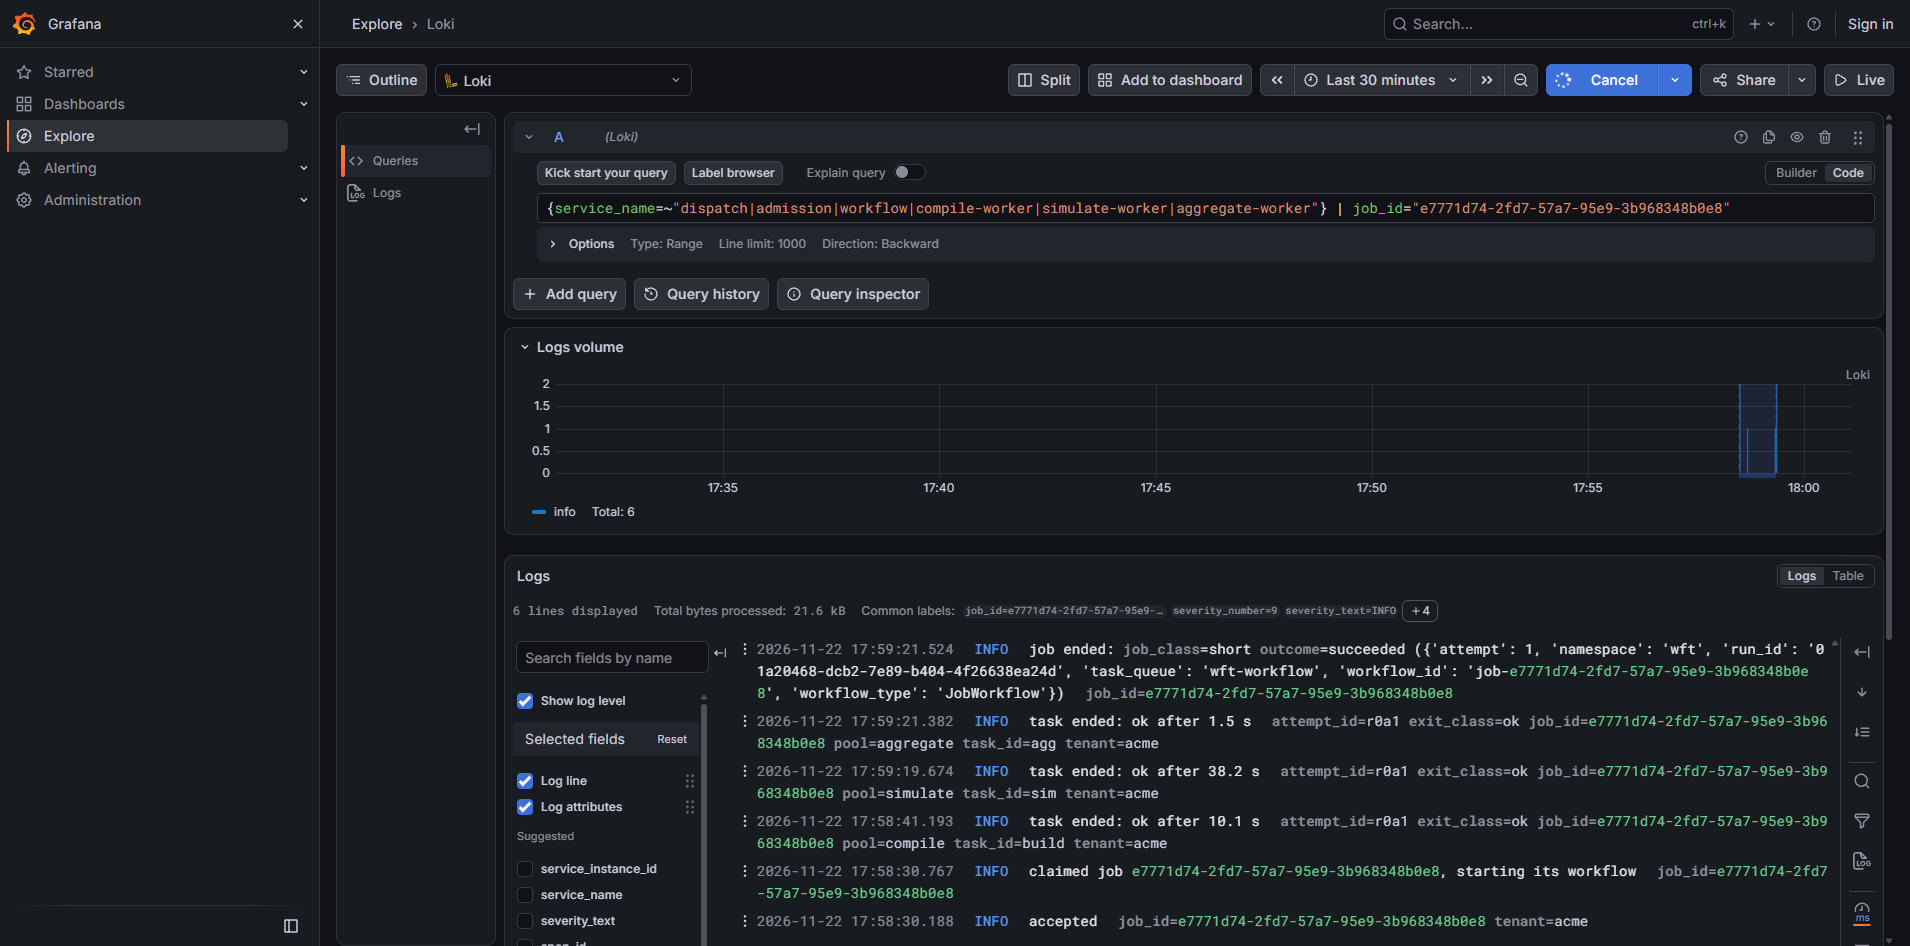 Grafana
Explore › Loki
Search...
ctrl+k
Sign in
Starred
Dashboards
Explore
Alerting
Administration
Outline
Loki
Split
Add to dashboard
Last 30 minutes
Cancel
Share
Live
Queries
Logs
A
(Loki)
Kick start your query
Label browser
Explain query
Builder
Code
{service_name=~"dispatch|admission|workflow|compile-worker|simulate-worker|aggregate-worker"} | job_id="e7771d74-2fd7-57a7-95e9-3b968348b0e8"
Options Type: Range Line limit: 1000 Direction: Backward
+ Add query
Query history
Query inspector
Logs volume
Loki
2
1.5
1
0.5
0
17:35 17:40 17:45 17:50 17:55 18:00
info Total: 6
Logs
Logs
Table
6 lines displayed Total bytes processed: 21.6 kB Common labels: job_id=e7771d74-2fd7-57a7-95e9-… severity_number=9 severity_text=INFO +4
Search fields by name
Show log level
Selected fields
Reset
Log line
Log attributes
Suggested
service_instance_id
service_name
severity_text
2026-11-22 17:59:21.524 INFO job ended: job_class=short outcome=succeeded ({'attempt': 1, 'namespace': 'wft', 'run_id': '0
1a20468-dcb2-7e89-b404-4f26638ea24d', 'task_queue': 'wft-workflow', 'workflow_id': 'job-e7771d74-2fd7-57a7-95e9-3b968348b0e
8', 'workflow_type': 'JobWorkflow'}) job_id=e7771d74-2fd7-57a7-95e9-3b968348b0e8
2026-11-22 17:59:21.382 INFO task ended: ok after 1.5 s attempt_id=r0a1 exit_class=ok job_id=e7771d74-2fd7-57a7-95e9-3b96
8348b0e8 pool=aggregate task_id=agg tenant=acme
2026-11-22 17:59:19.674 INFO task ended: ok after 38.2 s attempt_id=r0a1 exit_class=ok job_id=e7771d74-2fd7-57a7-95e9-3b9
68348b0e8 pool=simulate task_id=sim tenant=acme
2026-11-22 17:58:41.193 INFO task ended: ok after 10.1 s attempt_id=r0a1 exit_class=ok job_id=e7771d74-2fd7-57a7-95e9-3b9
68348b0e8 pool=compile task_id=build tenant=acme
2026-11-22 17:58:30.767 INFO claimed job e7771d74-2fd7-57a7-95e9-3b968348b0e8, starting its workflow job_id=e7771d74-2fd7
-57a7-95e9-3b968348b0e8
2026-11-22 17:58:30.188 INFO accepted job_id=e7771d74-2fd7-57a7-95e9-3b968348b0e8 tenant=acme
LOG
ms